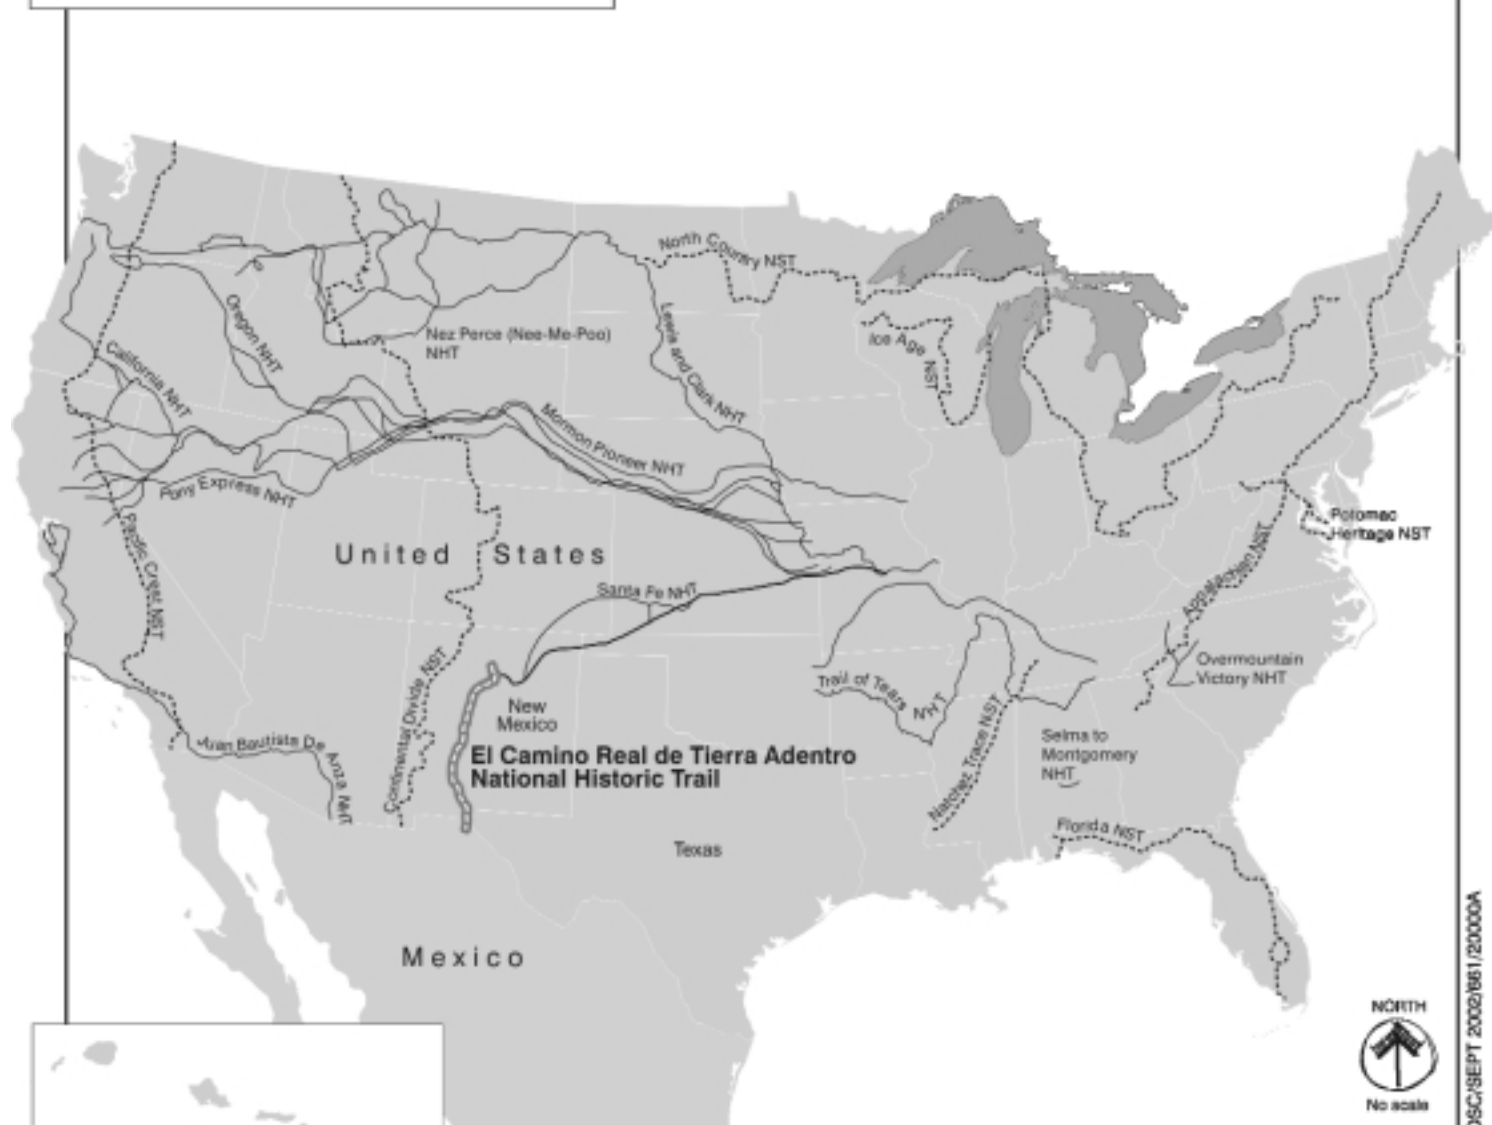 North Country NST
Oregon NHT
Nez Perce (Nee-Me-Poo)
NHT
Lewis and Clark NHT
Ice Age NST
California NHT
Mormon Pioneer NHT
Pony Express NHT
Pacific Crest NST
United States
Potomac
Heritage NST
Appalachian NST
Santa Fe NHT
Overmountain
Victory NHT
Continental Divide NST
Trail of Tears NHT
New
Mexico
Natchez Trace NST
Selma to
Montgomery
NHT
Juan Bautista De Anza NHT
El Camino Real de Tierra Adentro
National Historic Trail
Texas
Florida NST
Mexico
NORTH
No scale
DSC/SEPT 2002/661/20000A